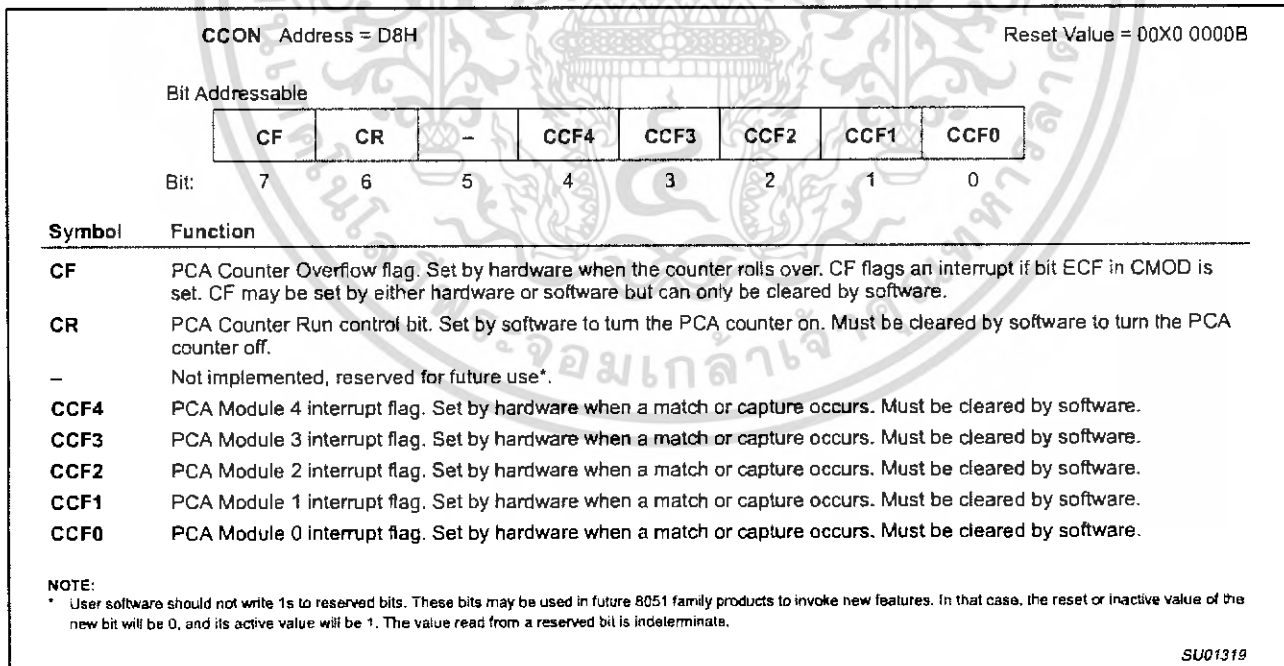 CCON Address = D8H Reset Value = 00X0 0000B
Bit Addressable
CF CR – CCF4 CCF3 CCF2 CCF1 CCF0
Bit: 7 6 5 4 3 2 1 0
Symbol Function
CF PCA Counter Overflow flag. Set by hardware when the counter rolls over. CF flags an interrupt if bit ECF in CMOD is
set. CF may be set by either hardware or software but can only be cleared by software.
CR PCA Counter Run control bit. Set by software to turn the PCA counter on. Must be cleared by software to turn the PCA
counter off.
– Not implemented, reserved for future use*.
CCF4 PCA Module 4 interrupt flag. Set by hardware when a match or capture occurs. Must be cleared by software.
CCF3 PCA Module 3 interrupt flag. Set by hardware when a match or capture occurs. Must be cleared by software.
CCF2 PCA Module 2 interrupt flag. Set by hardware when a match or capture occurs. Must be cleared by software.
CCF1 PCA Module 1 interrupt flag. Set by hardware when a match or capture occurs. Must be cleared by software.
CCF0 PCA Module 0 interrupt flag. Set by hardware when a match or capture occurs. Must be cleared by software.
NOTE:
* User software should not write 1s to reserved bits. These bits may be used in future 8051 family products to invoke new features. In that case, the reset or inactive value of the
new bit will be 0, and its active value will be 1. The value read from a reserved bit is indeterminate.
SU01319